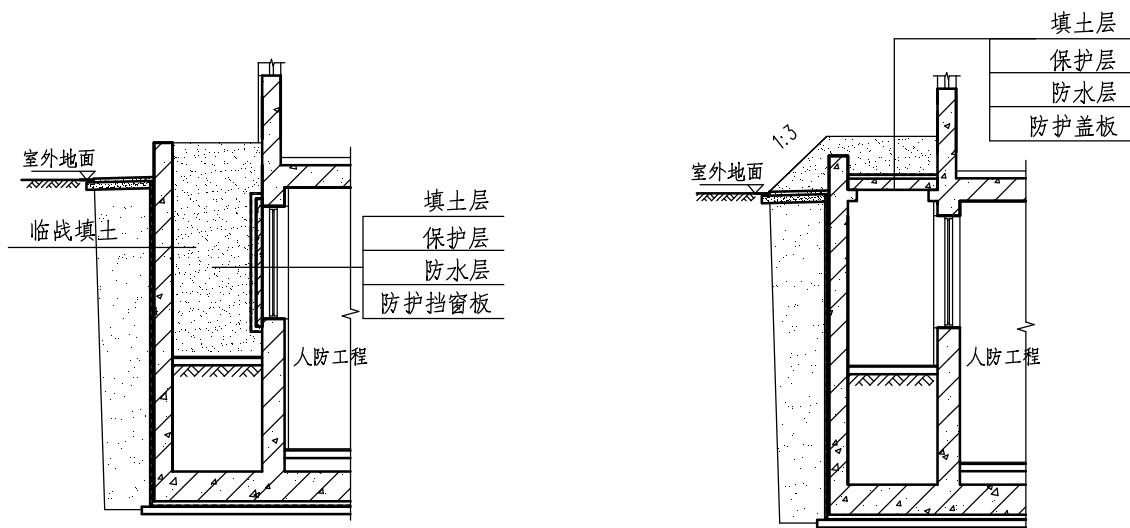 室外地面
临战填土
填土层
保护层
防水层
防护挡窗板
人防工程
填土层
保护层
防水层
防护盖板
1:3
室外地面
人防工程